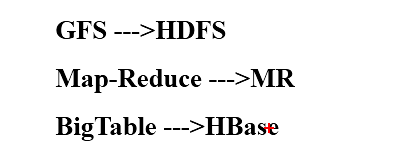 GFS --->HDFS
Map-Reduce --->MR
BigTable --->HBase